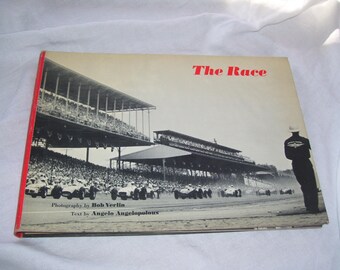 The Race
Photography by Bob Verlin
Text by Angelo Angelopolous